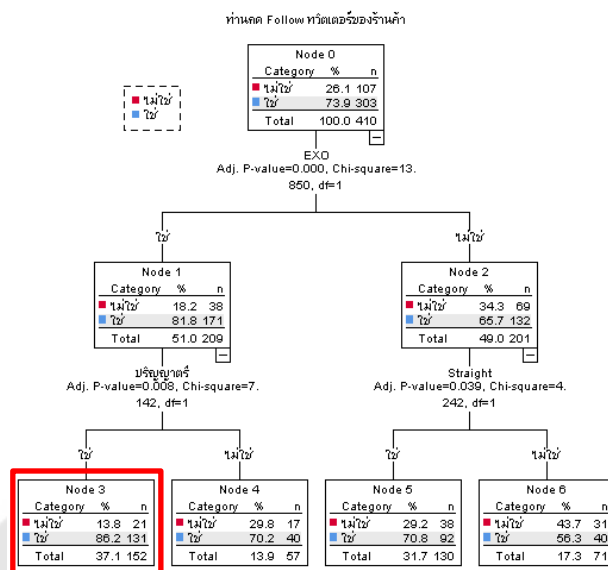 ท่านกด Follow ทวิตเตอร์ของร้านค้า
ไม่ใช่
ใช่
Node 0
Category % n
ไม่ใช่ 26.1 107
ใช่ 73.9 303
Total 100.0 410
EXO
Adj. P-value=0.000, Chi-square=13.
850, df=1
ใช่
ไม่ใช่
Node 1
Category % n
ไม่ใช่ 18.2 38
ใช่ 81.8 171
Total 51.0 209
Node 2
Category % n
ไม่ใช่ 34.3 69
ใช่ 65.7 132
Total 49.0 201
ปริญญาตรี
Adj. P-value=0.008, Chi-square=7.
142, df=1
Straight
Adj. P-value=0.039, Chi-square=4.
242, df=1
ใช่
ไม่ใช่
ใช่
ไม่ใช่
Node 3
Category % n
ไม่ใช่ 13.8 21
ใช่ 86.2 131
Total 37.1 152
Node 4
Category % n
ไม่ใช่ 29.8 17
ใช่ 70.2 40
Total 13.9 57
Node 5
Category % n
ไม่ใช่ 29.2 38
ใช่ 70.8 92
Total 31.7 130
Node 6
Category % n
ไม่ใช่ 43.7 31
ใช่ 56.3 40
Total 17.3 71